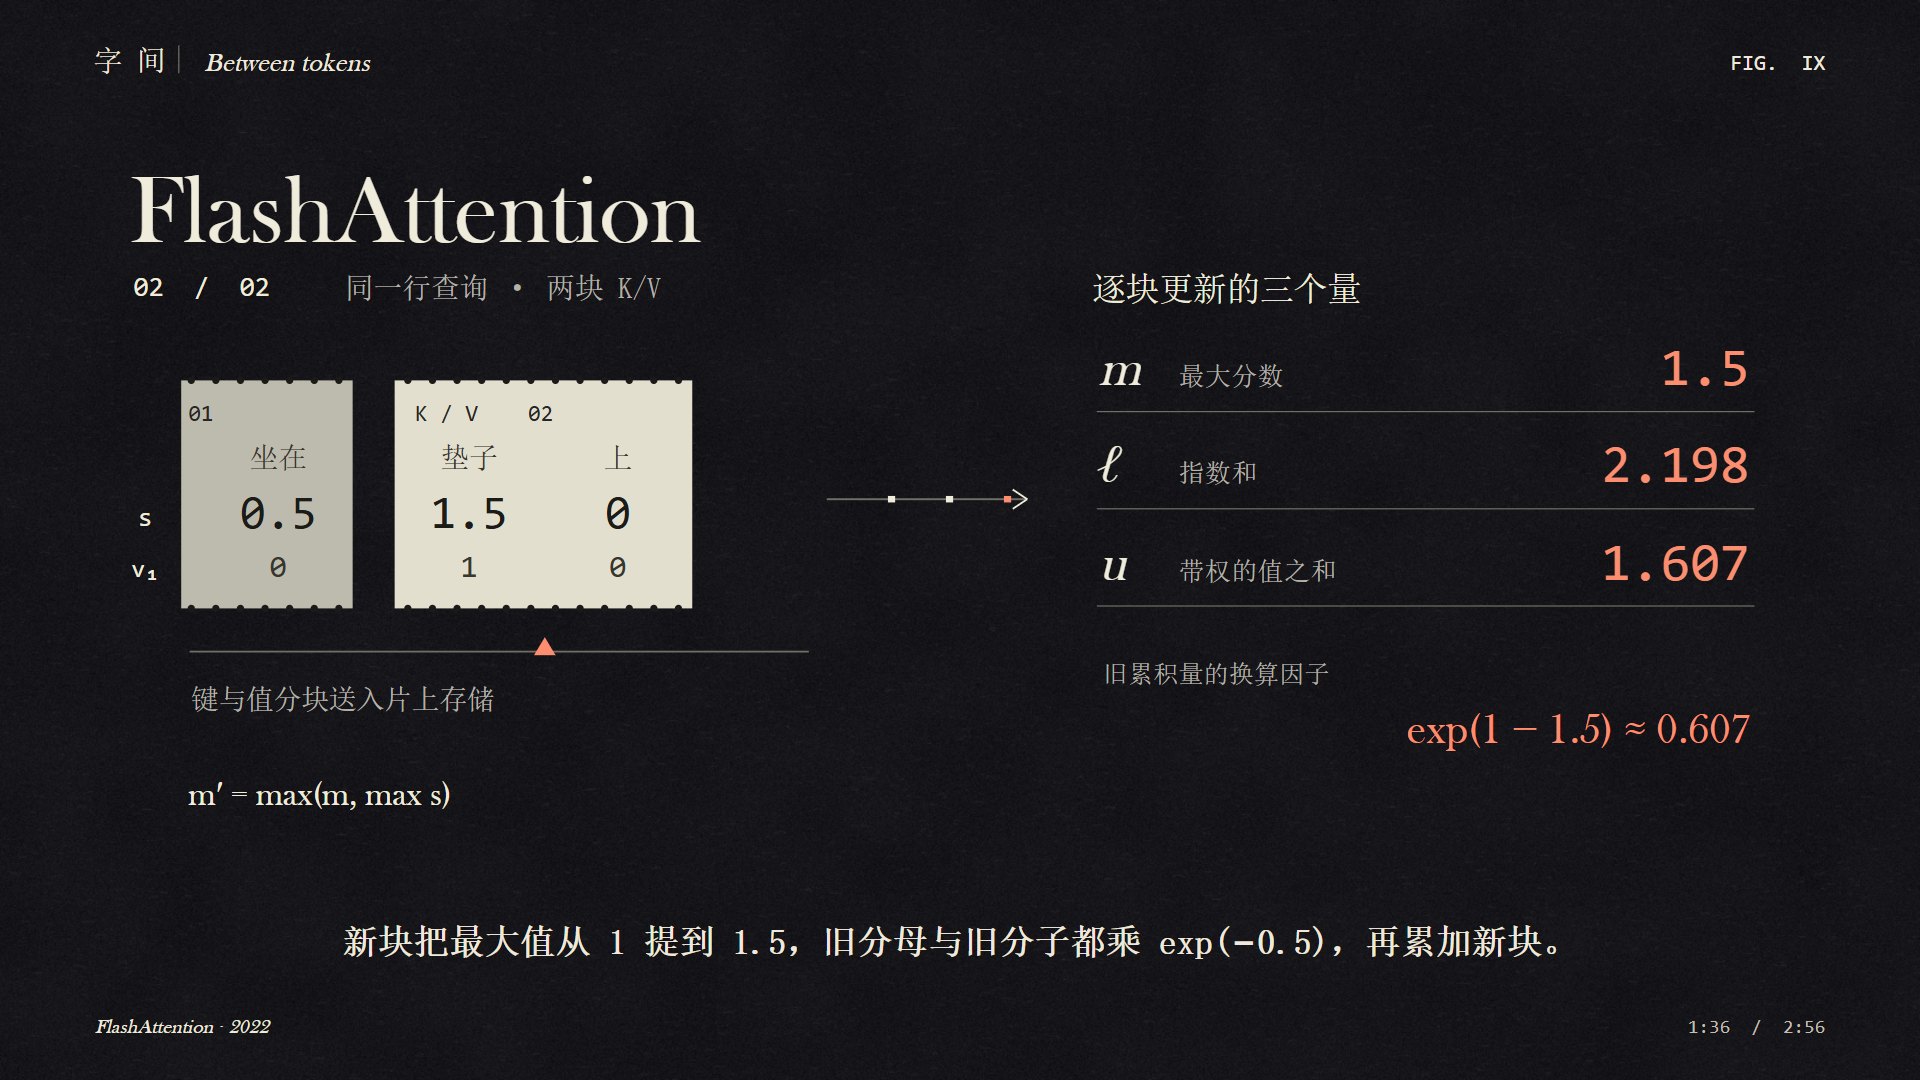 字 间 | Between tokens
FIG. IX
FlashAttention
02 / 02 同一行查询 • 两块 K/V
逐块更新的三个量
m 最大分数 1.5
ℓ 指数和 2.198
u 带权的值之和 1.607
01
K / V 02
坐在 垫子 上
s 0.5 1.5 0
v₁ 0 1 0
键与值分块送入片上存储
旧累积量的换算因子
exp(1 − 1.5) ≈ 0.607
m′ = max(m, max s)
新块把最大值从 1 提到 1.5，旧分母与旧分子都乘 exp(−0.5)，再累加新块。
FlashAttention · 2022
1:36 / 2:56